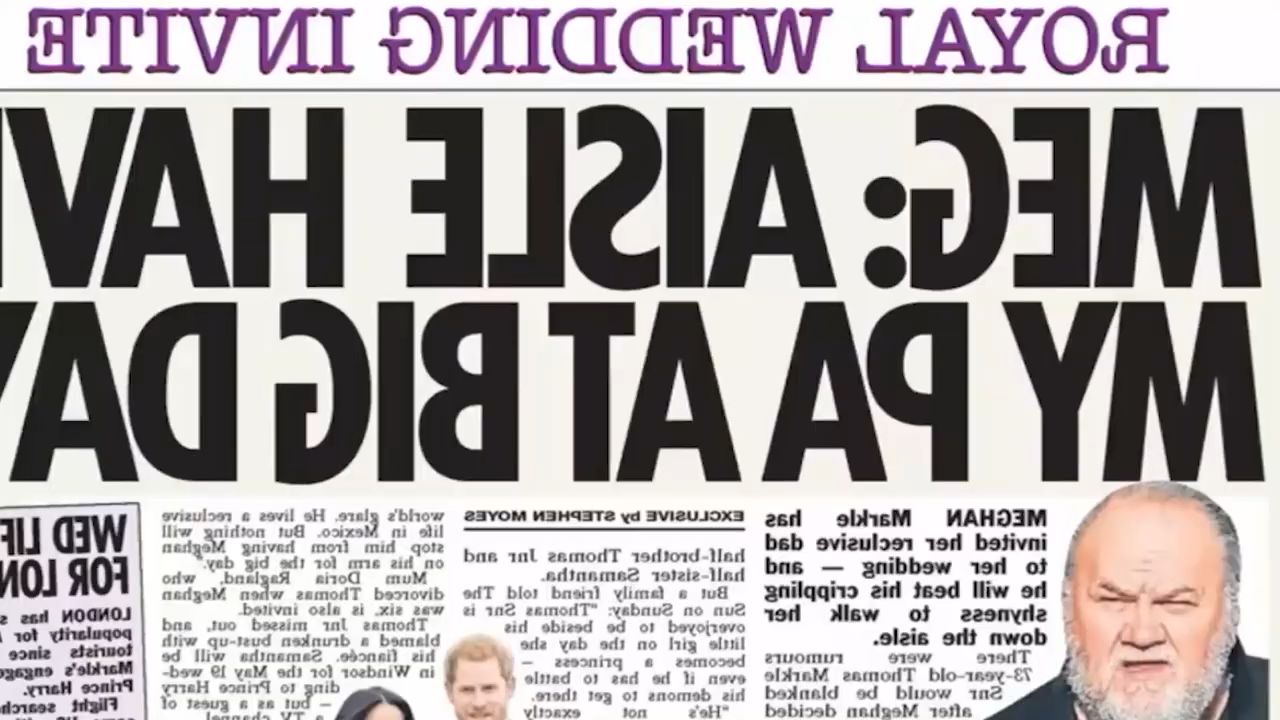 ROYAL WEDDING INVITE
MEG: AISLE HAV
MY PA AT BIG DAY
MEGHAN Markle has
invited her reclusive dad
to her wedding — and
he will beat his crippling
shyness to walk her
down the aisle.
There were rumours
73-year-old Thomas Markle
Snr would be blanked
after Meghan decided
EXCLUSIVE by STEPHEN MOYES
half-brother Thomas Jnr and
half-sister Samantha.
But a family friend told The
Sun on Sunday: "Thomas Snr is
overjoyed to be beside his
little girl on the day she
becomes a princess —
even if he has to battle
his demons to get there.
"He's not exactly
world's glare. He lives a reclusive
life in Mexico. But nothing will
stop him from having Meghan
on his arm for the big day."
Mum Doria Ragland, who
divorced Thomas when Meghan
was six, is also invited.
Thomas Jnr missed out, and
blamed a drunken bust-up with
his fiancée. Samantha will be
in Windsor for the May 19 wed-
ding to Prince Harry
— but as a guest of
a TV channel
WED LIF
FOR LON
LONDON has s
popularity for
tourists since
Markle's engage
Prince Harry.
Flight search